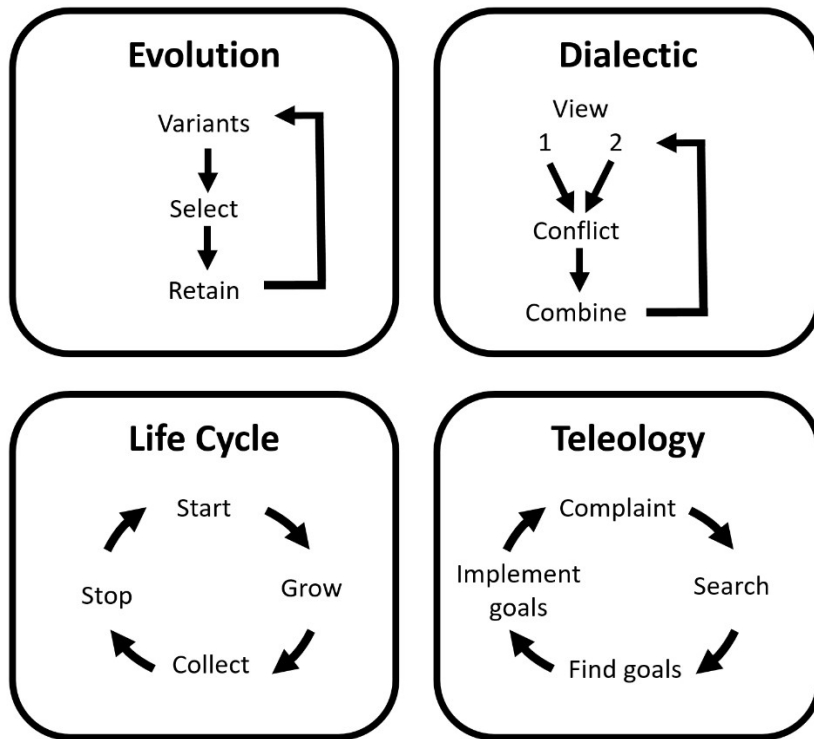 Evolution
Variants
Select
Retain
Dialectic
View
1 2
Conflict
Combine
Life Cycle
Start
Grow
Collect
Stop
Teleology
Complaint
Search
Find goals
Implement
goals